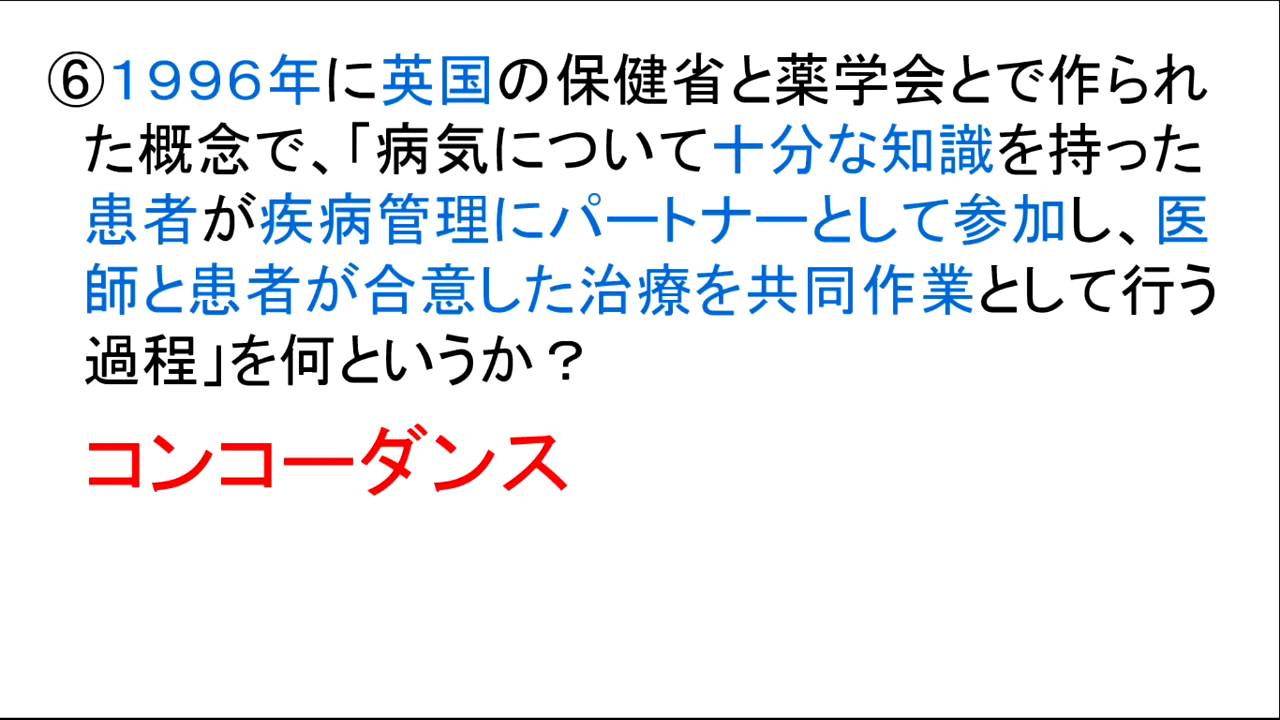 ⑥１９９６年に英国の保健省と薬学会とで作られ
た概念で、「病気について十分な知識を持った
患者が疾病管理にパートナーとして参加し、医
師と患者が合意した治療を共同作業として行う
過程」を何というか？
コンコーダンス